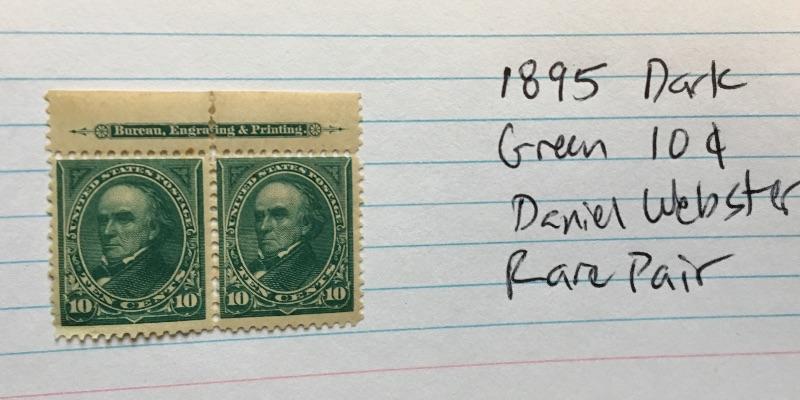 Bureau, Engraving & Printing.
UNITED STATES POSTAGE
10 TEN CENTS 10
UNITED STATES POSTAGE
10 TEN CENTS 10
1895 Dark
Green 10¢
Daniel Webster
Rare Pair